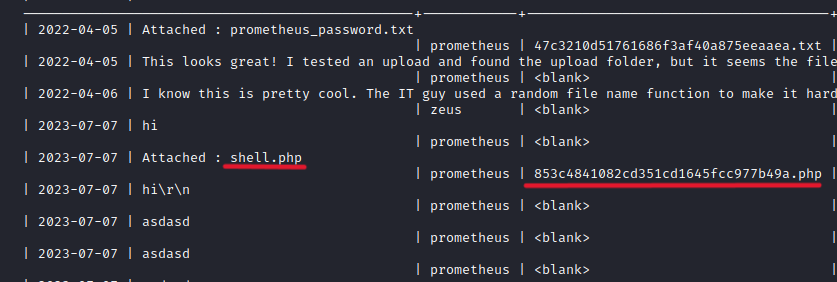 | 2022-04-05 | Attached : prometheus_password.txt
| prometheus | 47c3210d51761686f3af40a875eeaaea.txt |
| 2022-04-05 | This looks great! I tested an upload and found the upload folder, but it seems the file
| prometheus | <blank> |
| 2022-04-06 | I know this is pretty cool. The IT guy used a random file name function to make it hard
| zeus | <blank> |
| 2023-07-07 | hi
| prometheus | <blank> |
| 2023-07-07 | Attached : shell.php
| prometheus | 853c4841082cd351cd1645fcc977b49a.php |
| 2023-07-07 | hi\r\n
| prometheus | <blank> |
| 2023-07-07 | asdasd
| prometheus | <blank> |
| 2023-07-07 | asdasd
| prometheus | <blank> |